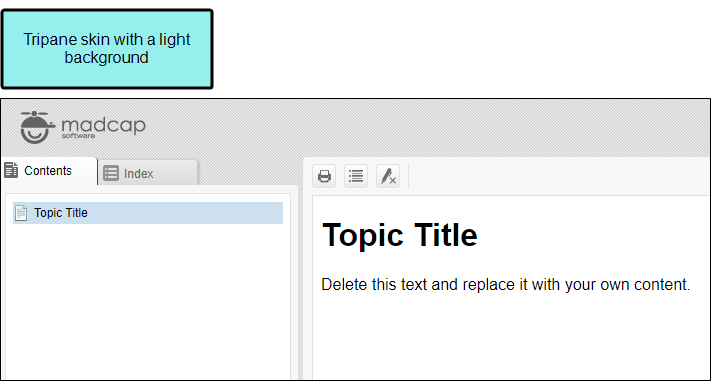 Tripane skin with a light
background
madcap
software
Contents
Index
Topic Title
Topic Title
Delete this text and replace it with your own content.